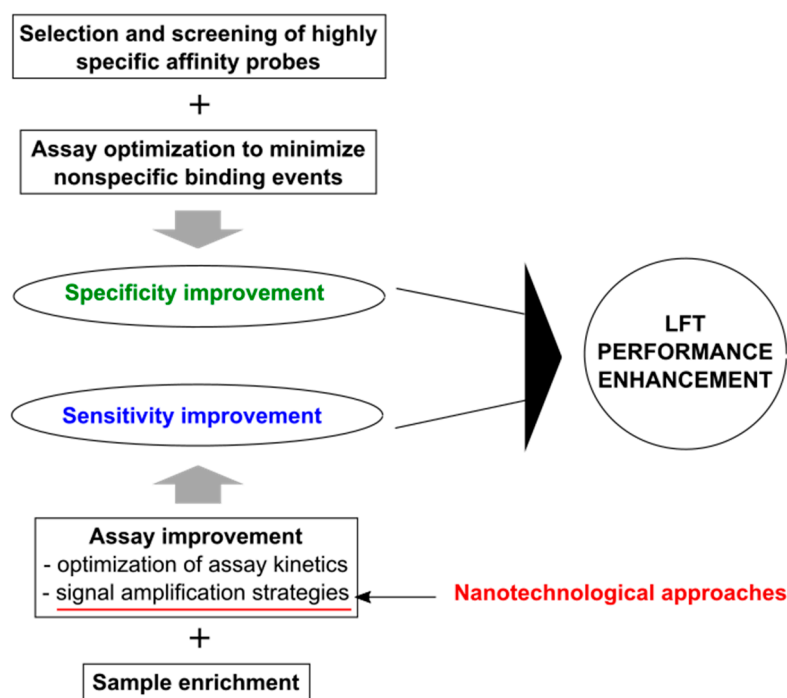 Selection and screening of highly
specific affinity probes
+
Assay optimization to minimize
nonspecific binding events
Specificity improvement
LFT
PERFORMANCE
ENHANCEMENT
Sensitivity improvement
Assay improvement
- optimization of assay kinetics
- signal amplification strategies
Nanotechnological approaches
+
Sample enrichment